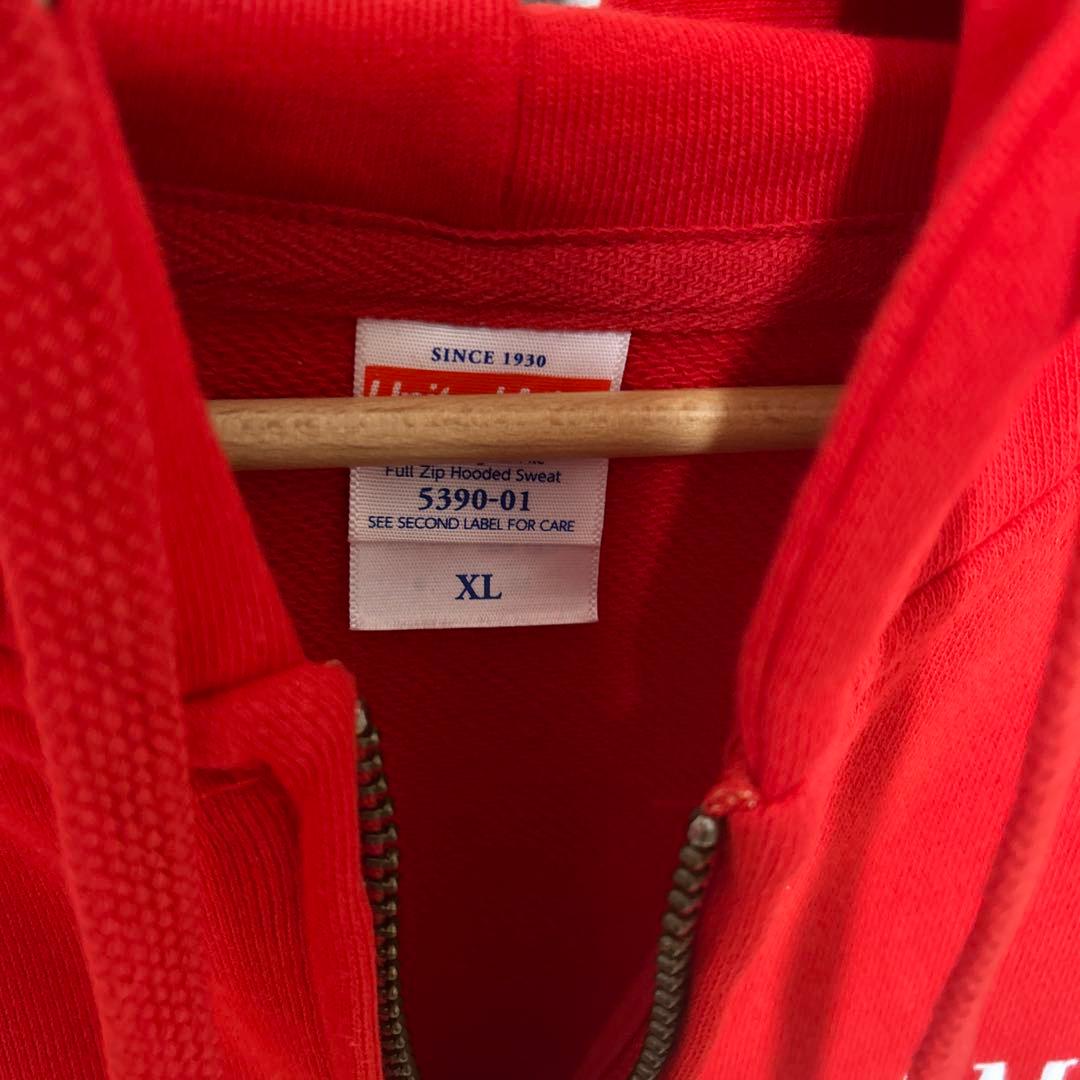 SINCE 1930
Full Zip Hooded Sweat
5390-01
SEE SECOND LABEL FOR CARE
XL
M